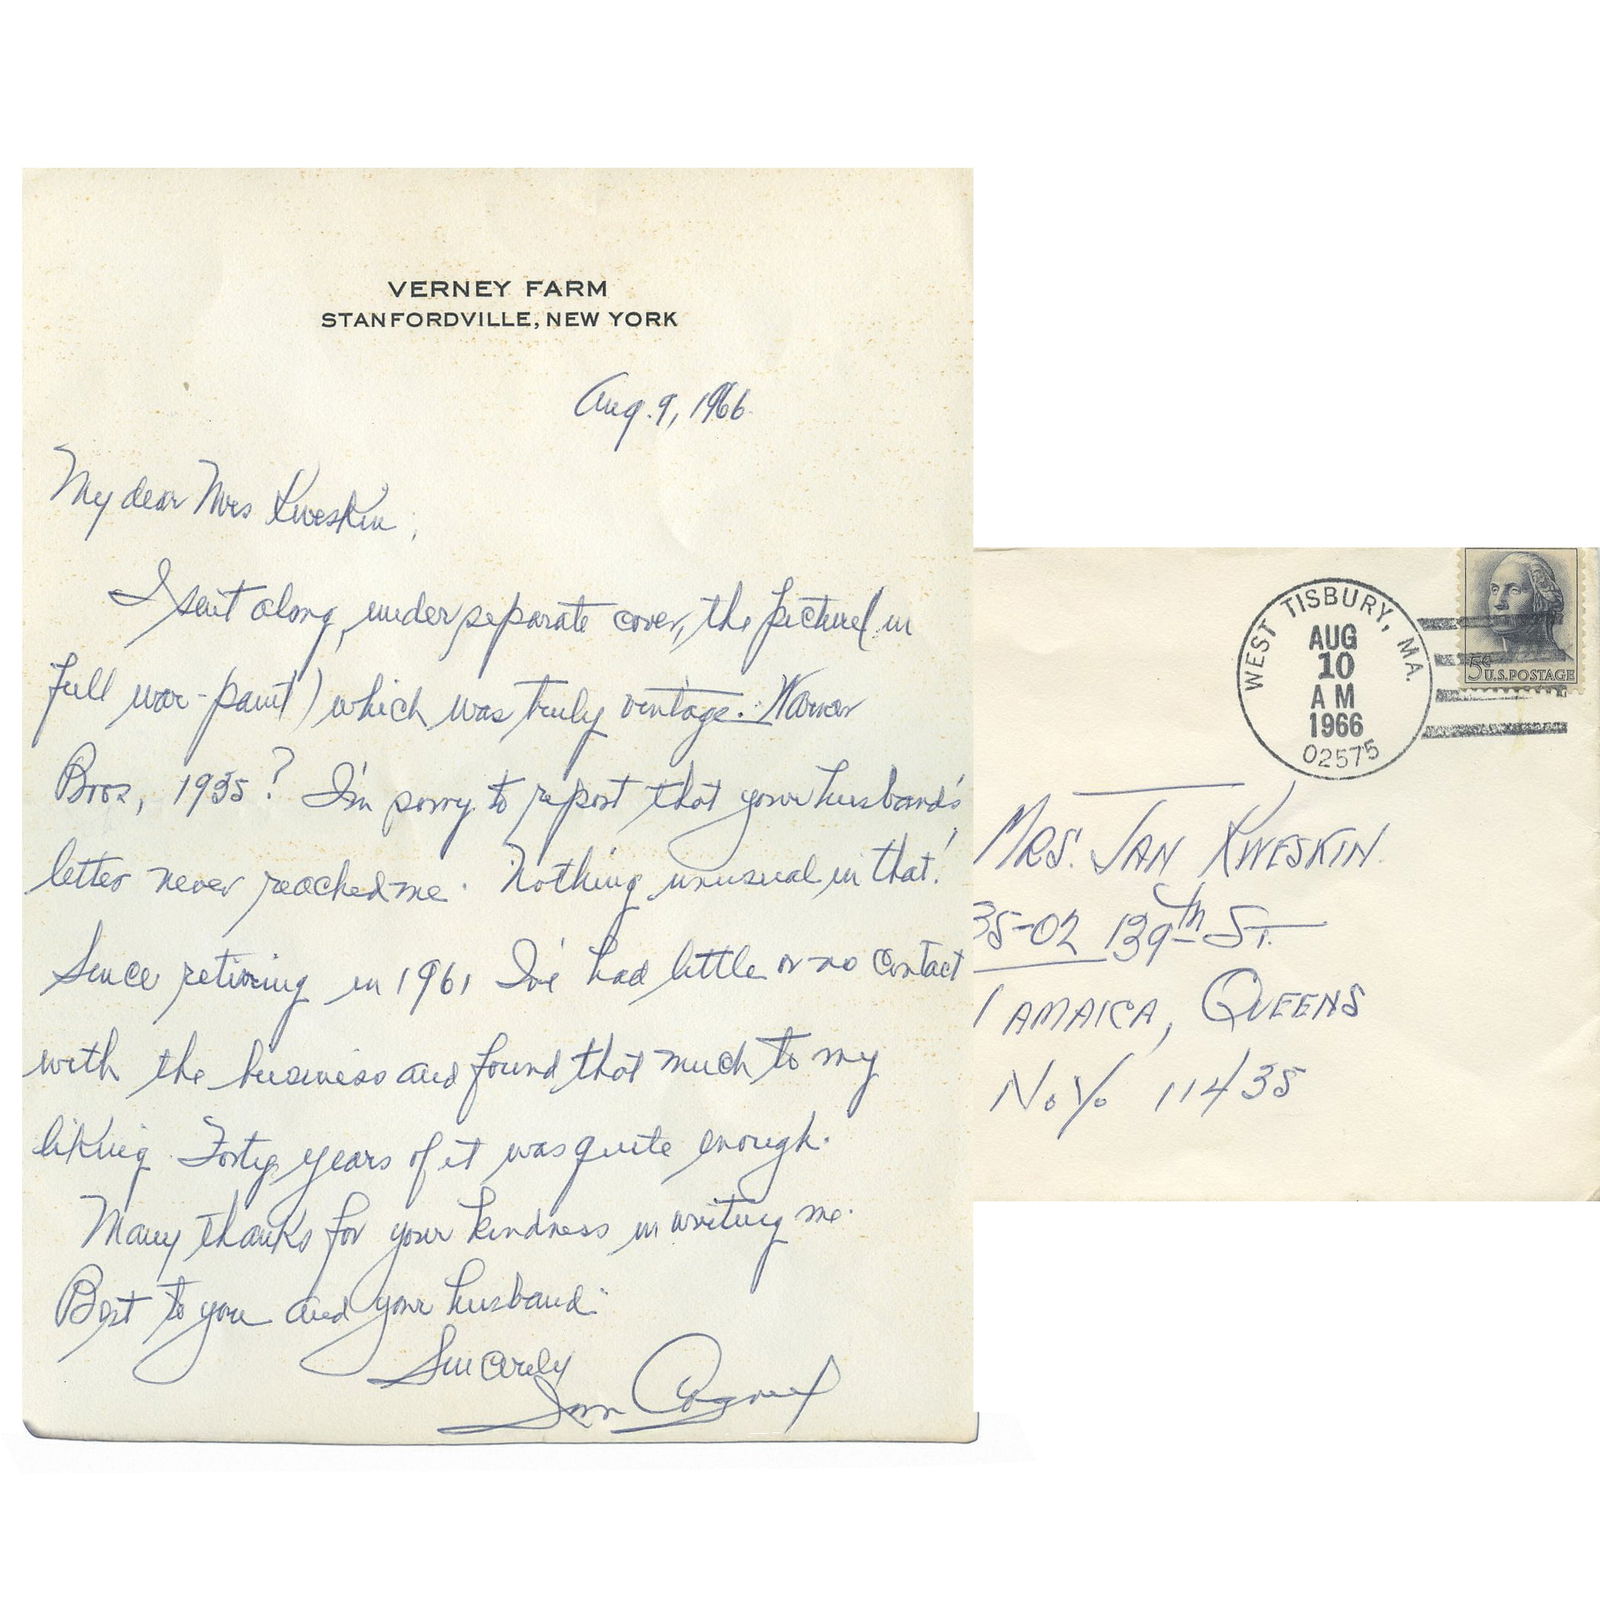 VERNEY FARM
STANFORDVILLE, NEW YORK
Aug. 9, 1966
My dear Mrs Kweskin,
I sent along, under separate cover, the picture (in
full war-paint) which was truly vintage. Warner
Bros, 1935? I'm sorry to report that your husband's
letter never reached me. Nothing unusual in that!
Since retiring in 1961 I've had little or no contact
with the business and found that much to my
liking. Forty years of it was quite enough.
Many thanks for your kindness in writing me.
Best to you and your husband.
Sincerely
Jim Cagney
WEST TISBURY, MA.
AUG
10
AM
1966
02575
5¢ U.S. POSTAGE
MRS. JAN KWESKIN
35-02 139th ST.
JAMAICA, QUEENS
N.Y. 11435